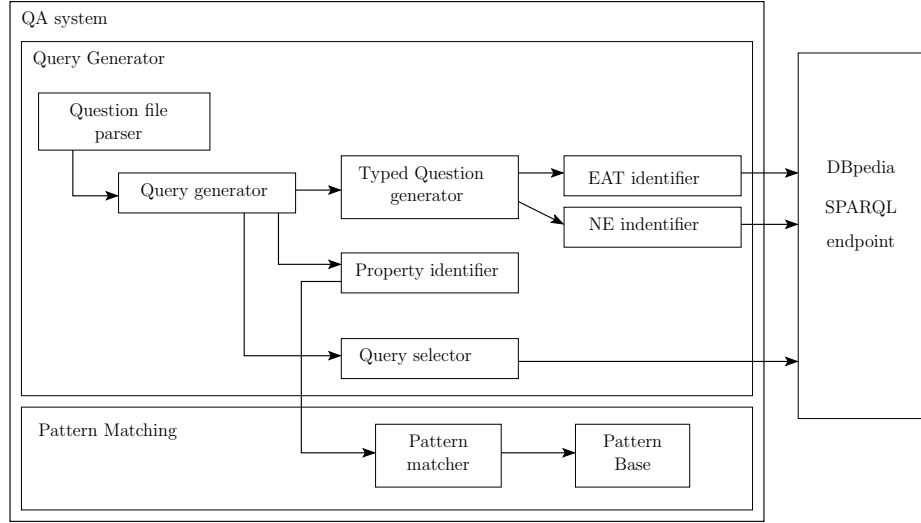 QA system
Query Generator
Question file
parser
Query generator
Typed Question
generator
EAT identifier
NE indentifier
Property identifier
Query selector
DBpedia
SPARQL
endpoint
Pattern Matching
Pattern
matcher
Pattern
Base